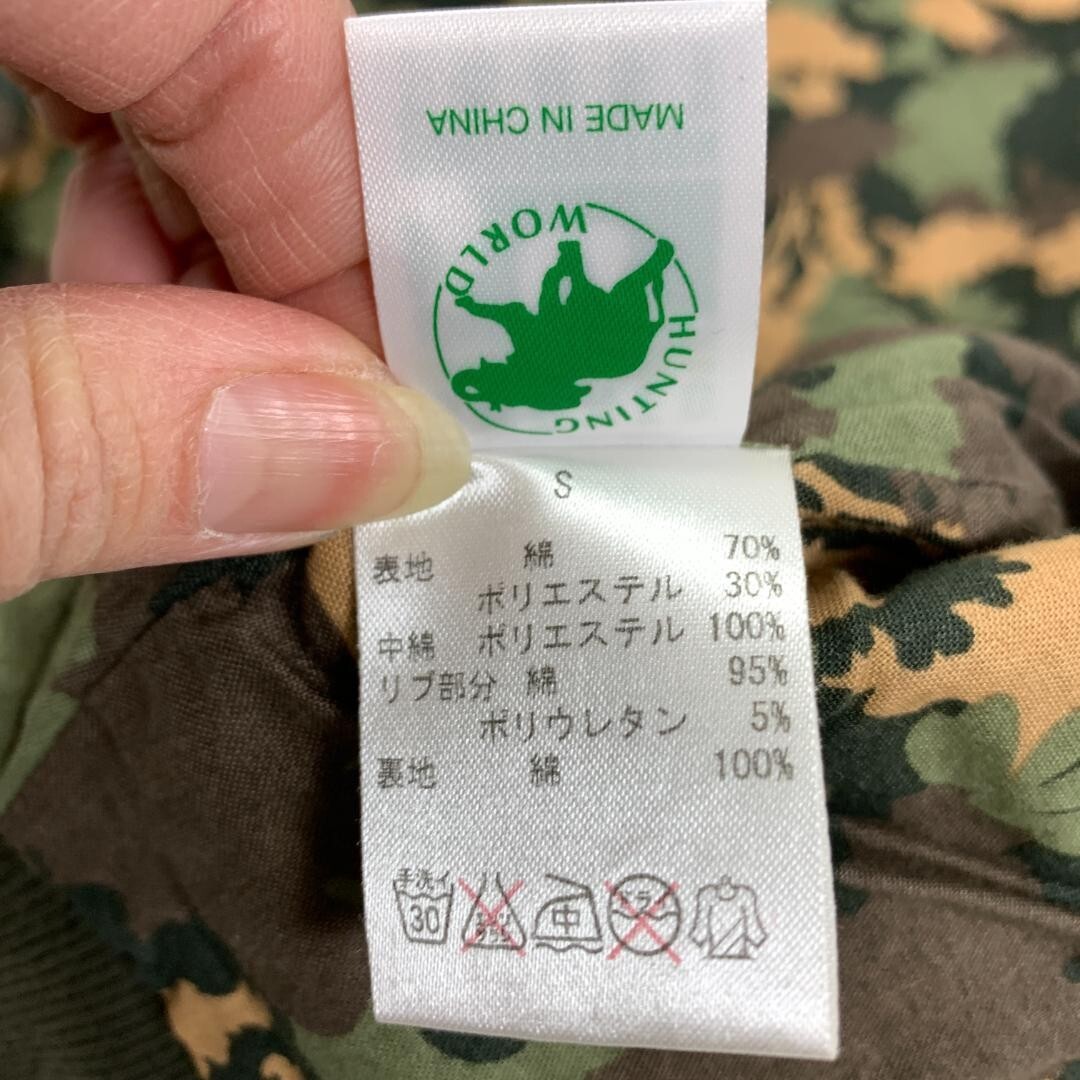 MADE IN CHINA
HUNTING WORLD
S
表地 綿 70%
ポリエステル 30%
中綿 ポリエステル 100%
リブ部分 綿 95%
ポリウレタン 5%
裏地 綿 100%
手洗イ
30
中